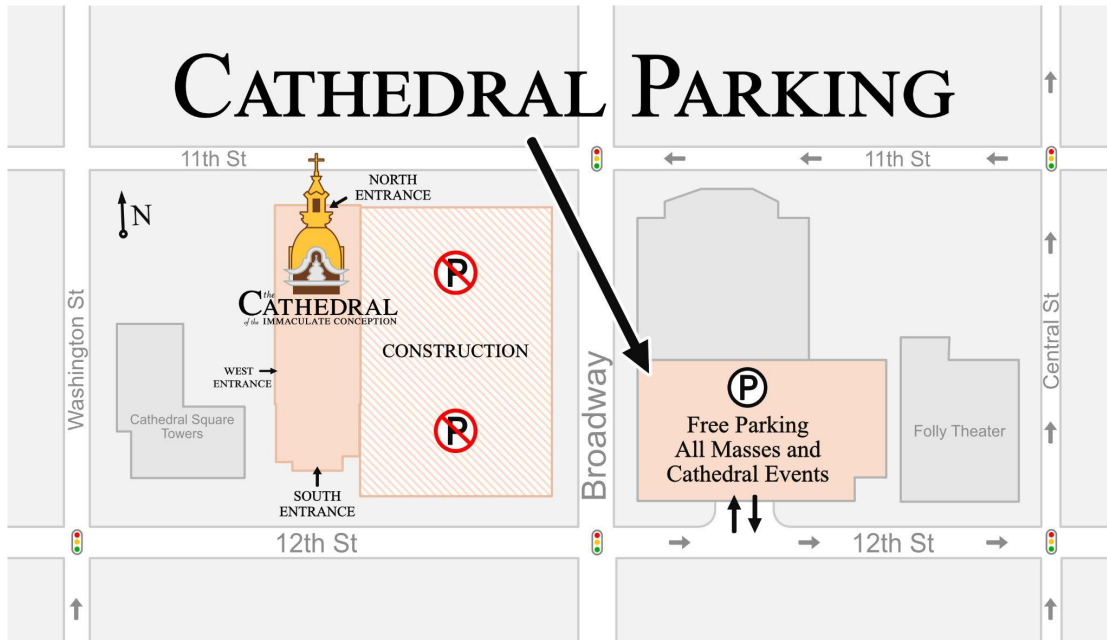 CATHEDRAL PARKING
11th St
11th St
N
NORTH
ENTRANCE
P
the
CATHEDRAL
of the IMMACULATE CONCEPTION
CONSTRUCTION
WEST
ENTRANCE
Washington St
Cathedral Square
Towers
P
SOUTH
ENTRANCE
Broadway
P
Free Parking
All Masses and
Cathedral Events
Folly Theater
Central St
12th St
12th St